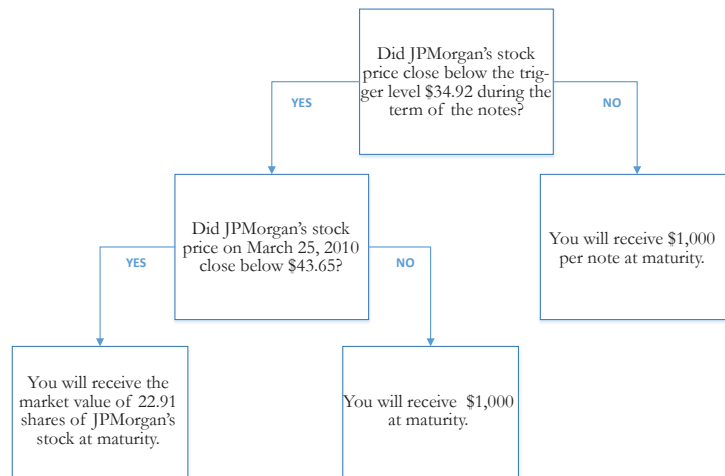 Did JPMorgan's stock
price close below the trig-
ger level $34.92 during the
term of the notes?
YES
NO
Did JPMorgan's stock
price on March 25, 2010
close below $43.65?
You will receive $1,000
per note at maturity.
YES
NO
You will receive the
market value of 22.91
shares of JPMorgan's
stock at maturity.
You will receive $1,000
at maturity.